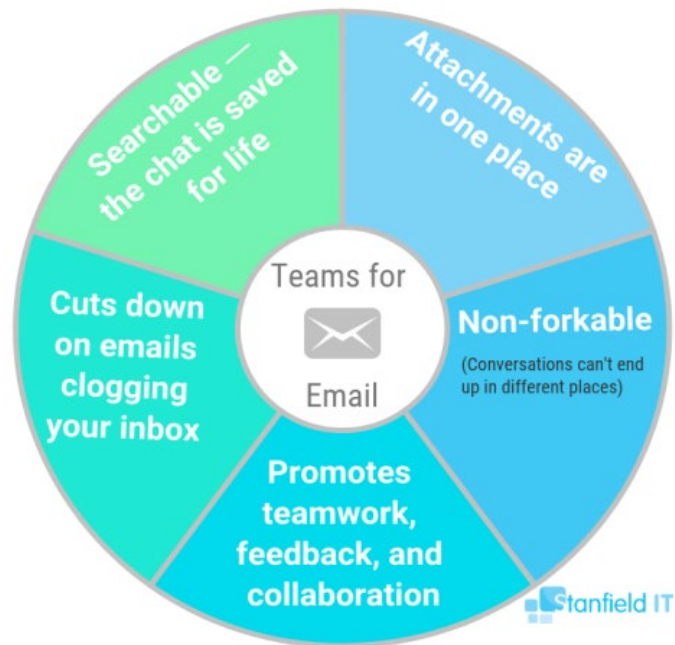 Searchable —
the chat is saved
for life
Attachments are
in one place
Teams for
Email
Non-forkable
(Conversations can't end
up in different places)
Cuts down
on emails
clogging
your inbox
Promotes
teamwork,
feedback, and
collaboration
Stanfield IT